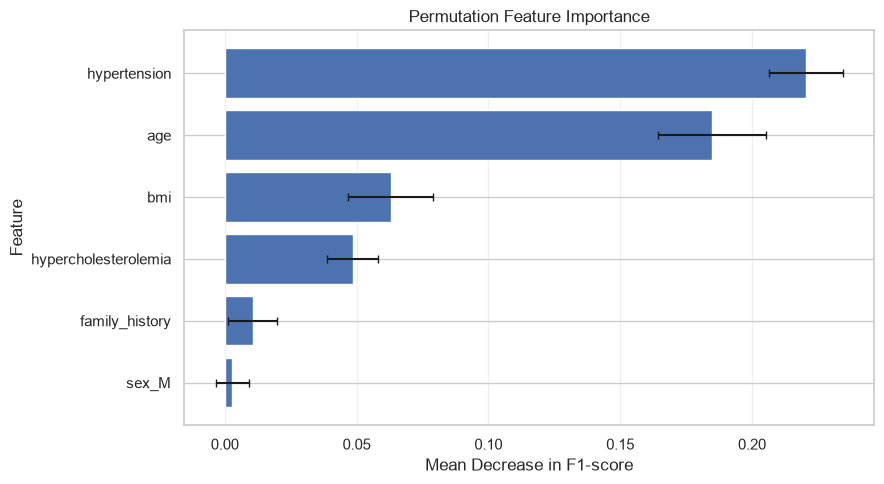 Permutation Feature Importance
hypertension
age
bmi
hypercholesterolemia
family_history
sex_M
Feature
0.00 0.05 0.10 0.15 0.20
Mean Decrease in F1-score